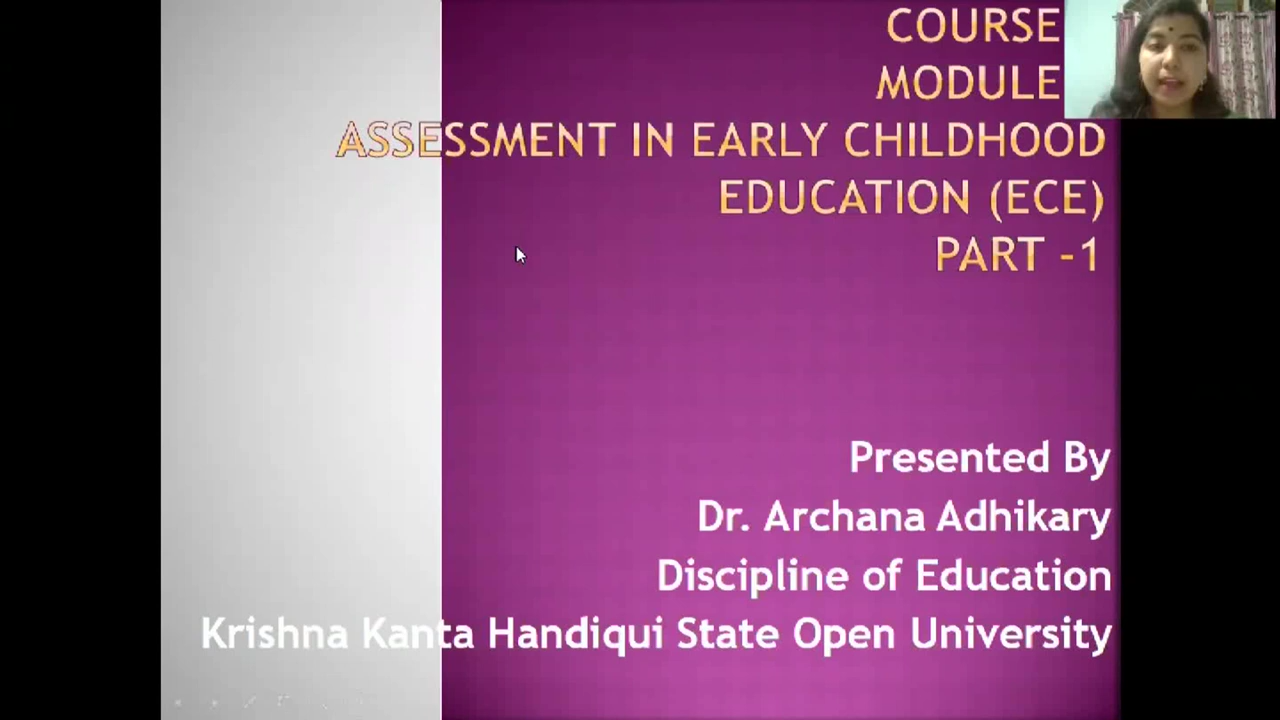 COURSE
MODULE
ASSESSMENT IN EARLY CHILDHOOD
EDUCATION (ECE)
PART -1
Presented By
Dr. Archana Adhikary
Discipline of Education
Krishna Kanta Handiqui State Open University